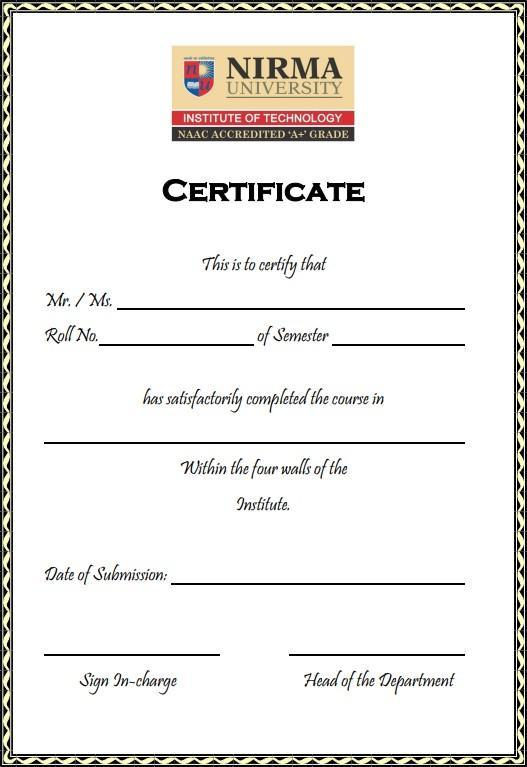 NIRMA
UNIVERSITY
INSTITUTE OF TECHNOLOGY
NAAC ACCREDITED 'A+' GRADE
CERTIFICATE
This is to certify that
Mr. / Ms.
Roll No. of Semester
has satisfactorily completed the course in
Within the four walls of the
Institute.
Date of Submission:
Sign In-charge Head of the Department